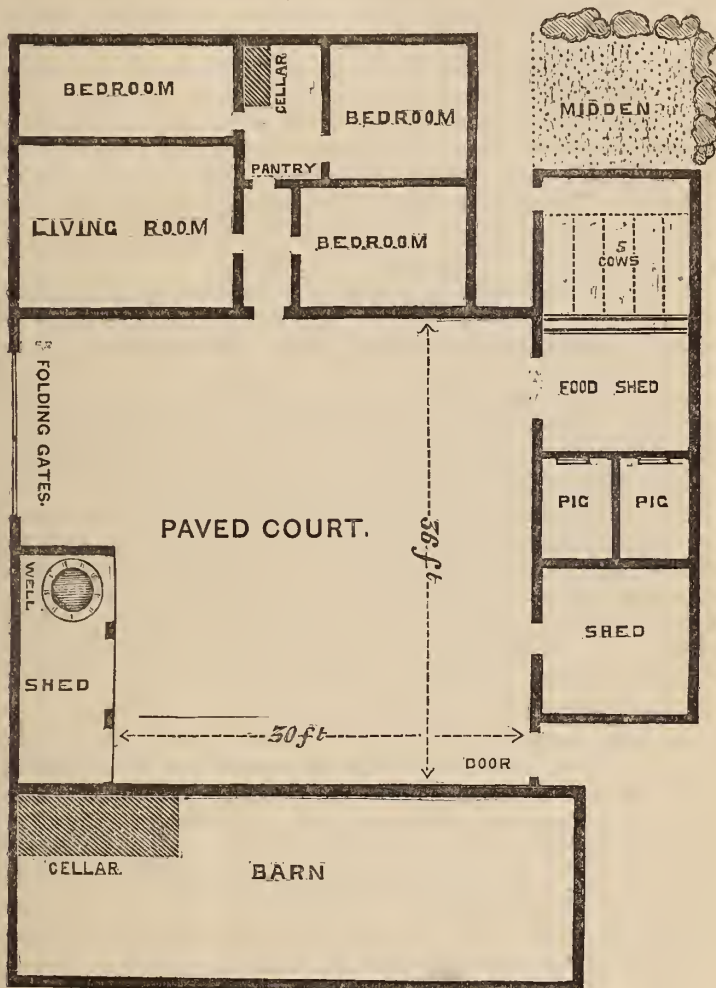 BEDROOM
CELLAR
BEDROOM
MIDDEN
PANTRY
LIVING ROOM
BEDROOM
5
COWS
FOLDING GATES.
FOOD SHED
PAVED COURT.
36 ft
PIG
PIG
WELL.
SHED
SHED
30 ft
DOOR
CELLAR.
BARN